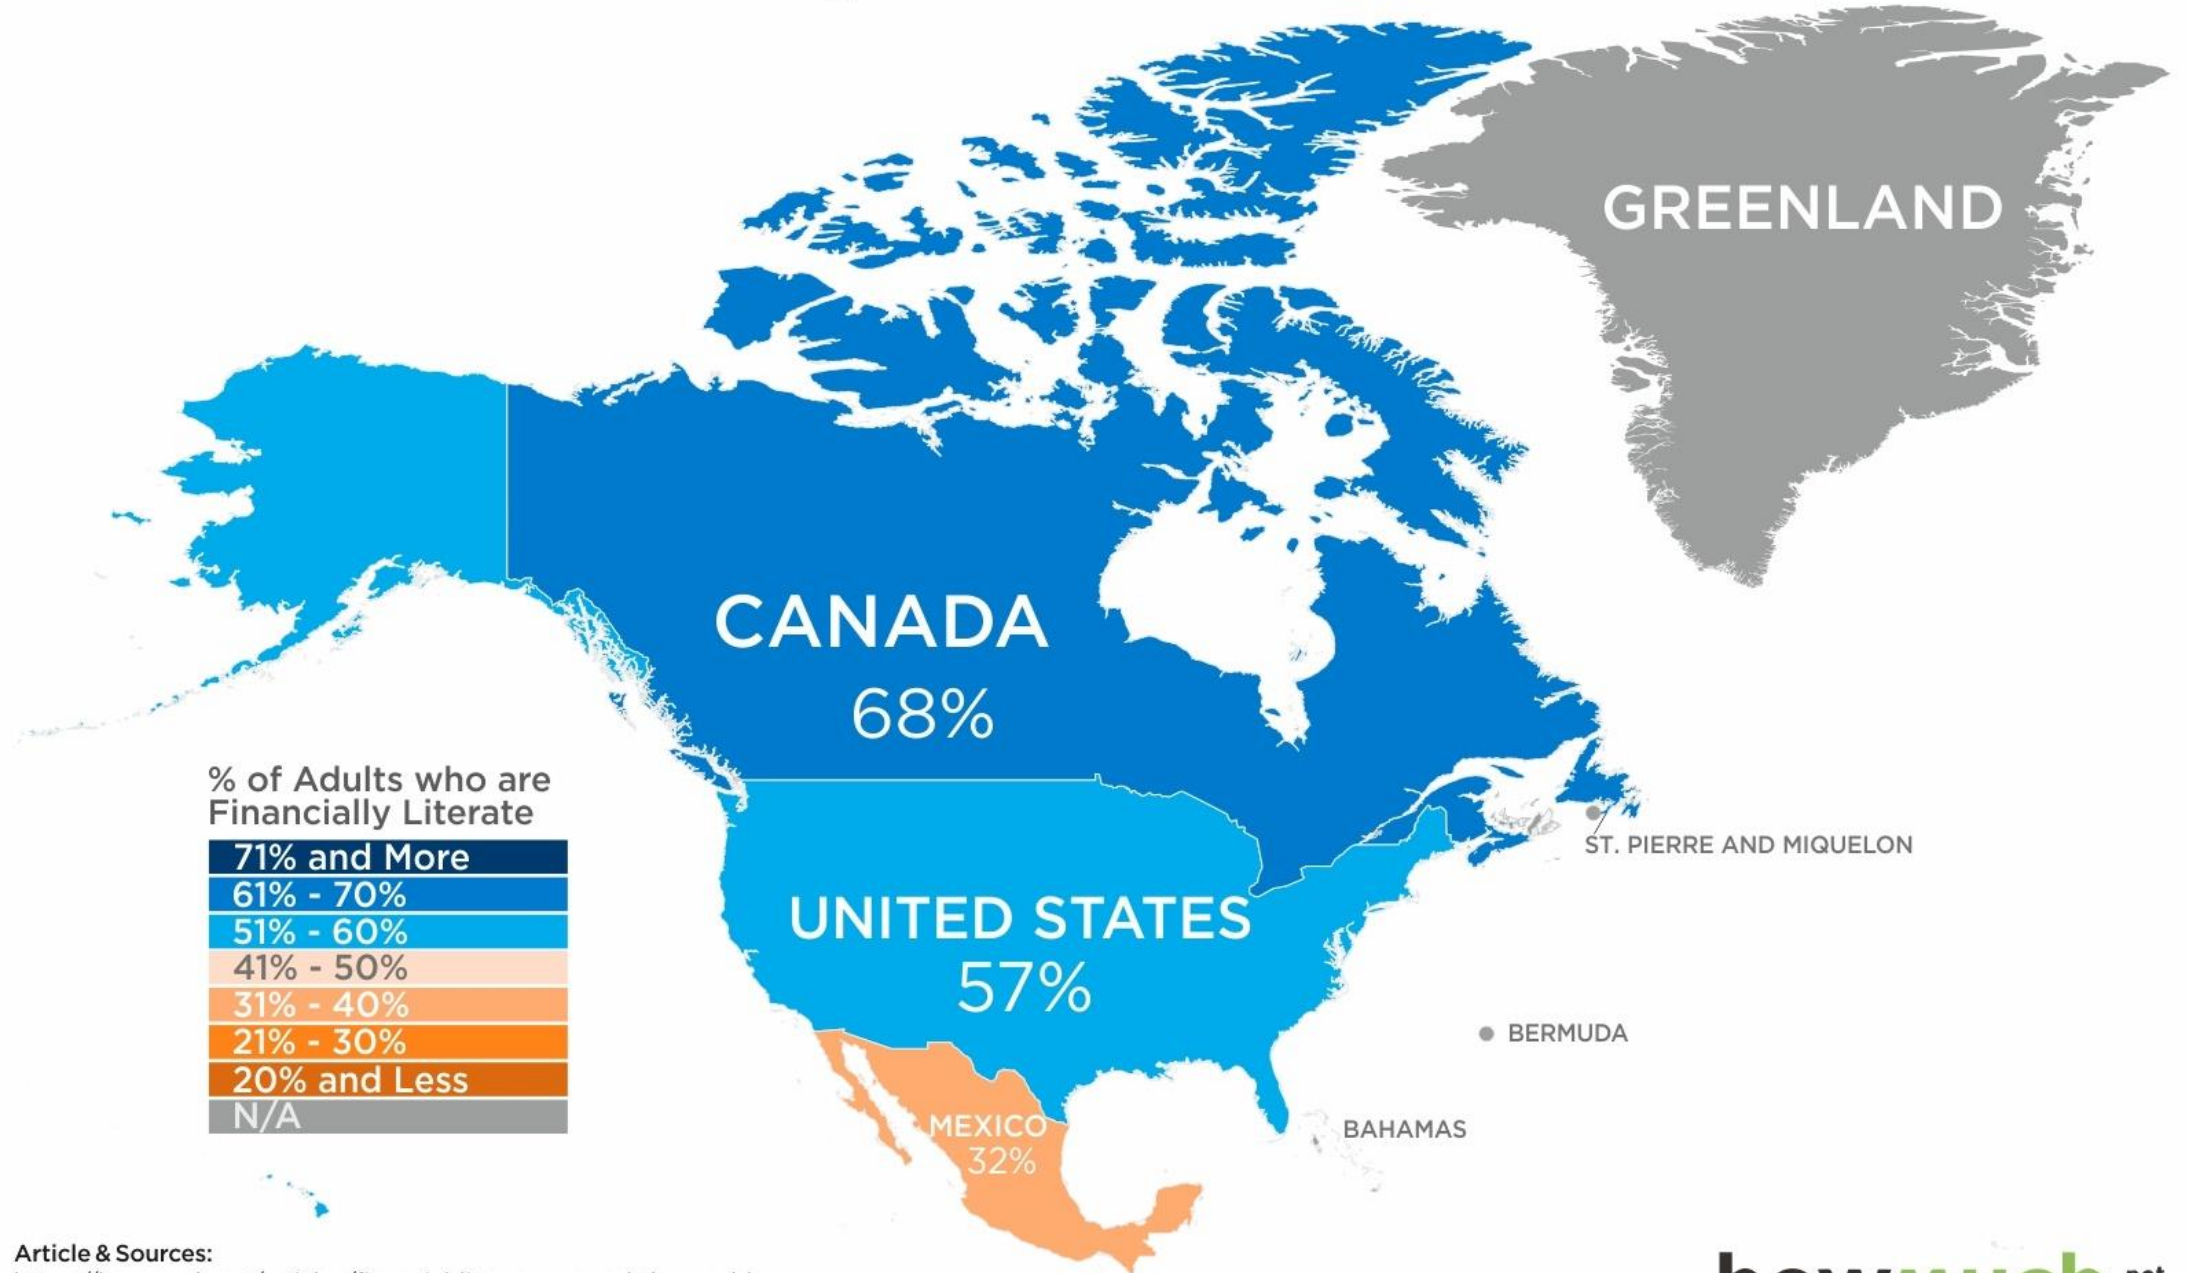 GREENLAND
CANADA
68%
% of Adults who are
Financially Literate
71% and More
61% - 70%
51% - 60%
41% - 50%
31% - 40%
21% - 30%
20% and Less
N/A
ST. PIERRE AND MIQUELON
UNITED STATES
57%
BERMUDA
MEXICO
32%
BAHAMAS
Article & Sources:
howmuch.net